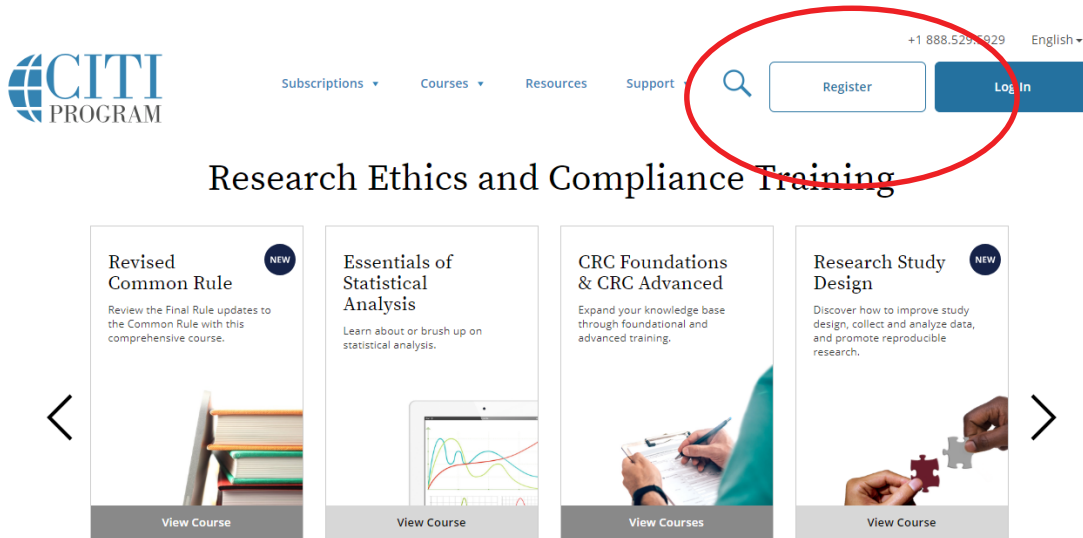 +1 888.529.5929 English
CITI
PROGRAM
Subscriptions Courses Resources Support Register Log In
Research Ethics and Compliance Training
Revised
Common Rule
NEW
Review the Final Rule updates to
the Common Rule with this
comprehensive course.
View Course
Essentials of
Statistical
Analysis
Learn about or brush up on
statistical analysis.
View Course
CRC Foundations
& CRC Advanced
Expand your knowledge base
through foundational and
advanced training.
View Courses
Research Study
Design
NEW
Discover how to improve study
design, collect and analyze data,
and promote reproducible
research.
View Course